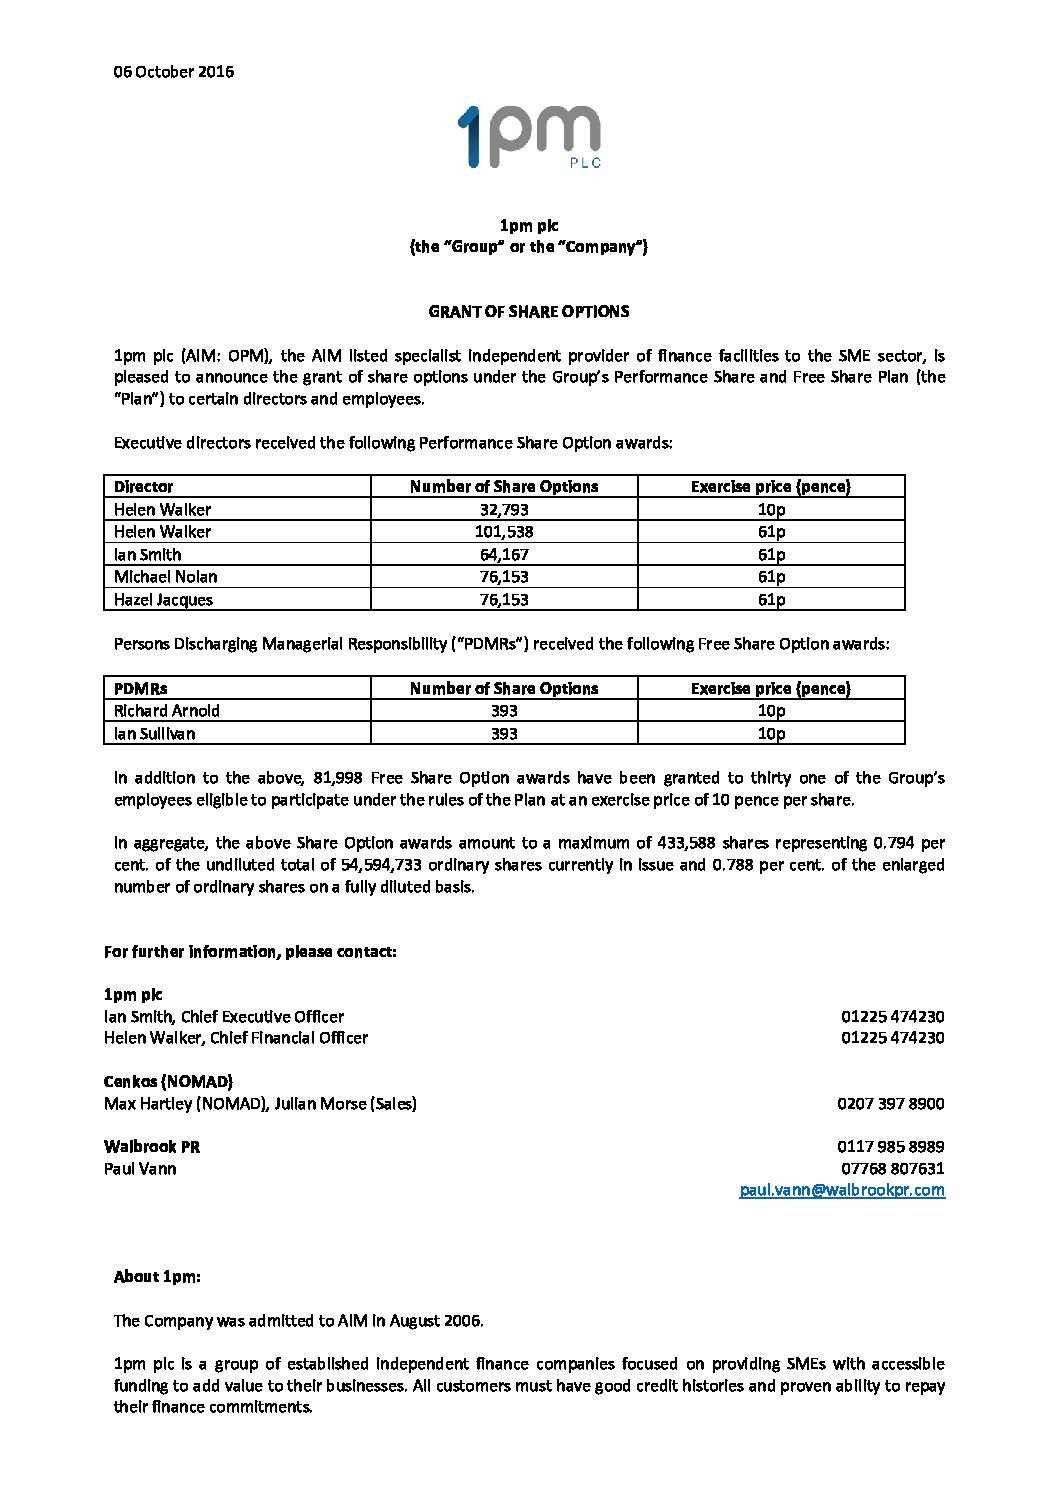 06 October 2016
1pm
PLC
1pm plc
(the “Group” or the “Company”)
GRANT OF SHARE OPTIONS
1pm plc (AIM: OPM), the AIM listed specialist independent provider of finance facilities to the SME sector, is
pleased to announce the grant of share options under the Group’s Performance Share and Free Share Plan (the
“Plan”) to certain directors and employees.
Executive directors received the following Performance Share Option awards:
Director Number of Share Options Exercise price (pence)
Helen Walker 32,793 10p
Helen Walker 101,538 61p
Ian Smith 64,167 61p
Michael Nolan 76,153 61p
Hazel Jacques 76,153 61p
Persons Discharging Managerial Responsibility (“PDMRs”) received the following Free Share Option awards:
PDMRs Number of Share Options Exercise price (pence)
Richard Arnold 393 10p
Ian Sullivan 393 10p
In addition to the above, 81,998 Free Share Option awards have been granted to thirty one of the Group’s
employees eligible to participate under the rules of the Plan at an exercise price of 10 pence per share.
In aggregate, the above Share Option awards amount to a maximum of 433,588 shares representing 0.794 per
cent. of the undiluted total of 54,594,733 ordinary shares currently in issue and 0.788 per cent. of the enlarged
number of ordinary shares on a fully diluted basis.
For further information, please contact:
1pm plc
Ian Smith, Chief Executive Officer 01225 474230
Helen Walker, Chief Financial Officer 01225 474230
Cenkos (NOMAD)
Max Hartley (NOMAD), Julian Morse (Sales) 0207 397 8900
Walbrook PR 0117 985 8989
Paul Vann 07768 807631
paul.vann@walbrookpr.com
About 1pm:
The Company was admitted to AIM in August 2006.
1pm plc is a group of established independent finance companies focused on providing SMEs with accessible
funding to add value to their businesses. All customers must have good credit histories and proven ability to repay
their finance commitments.